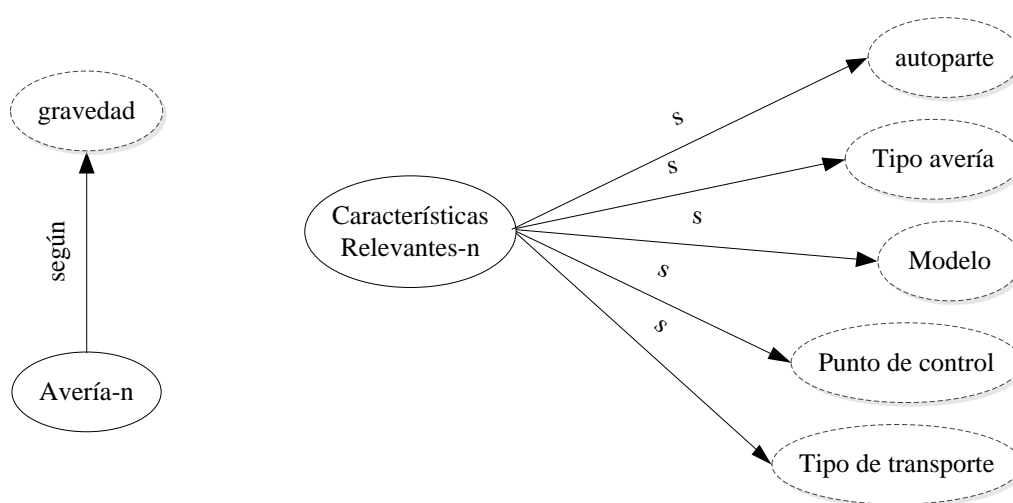 gravedad
según
Avería-n
Características
Relevantes-n
s
s
s
s
s
autoparte
Tipo avería
Modelo
Punto de control
Tipo de transporte